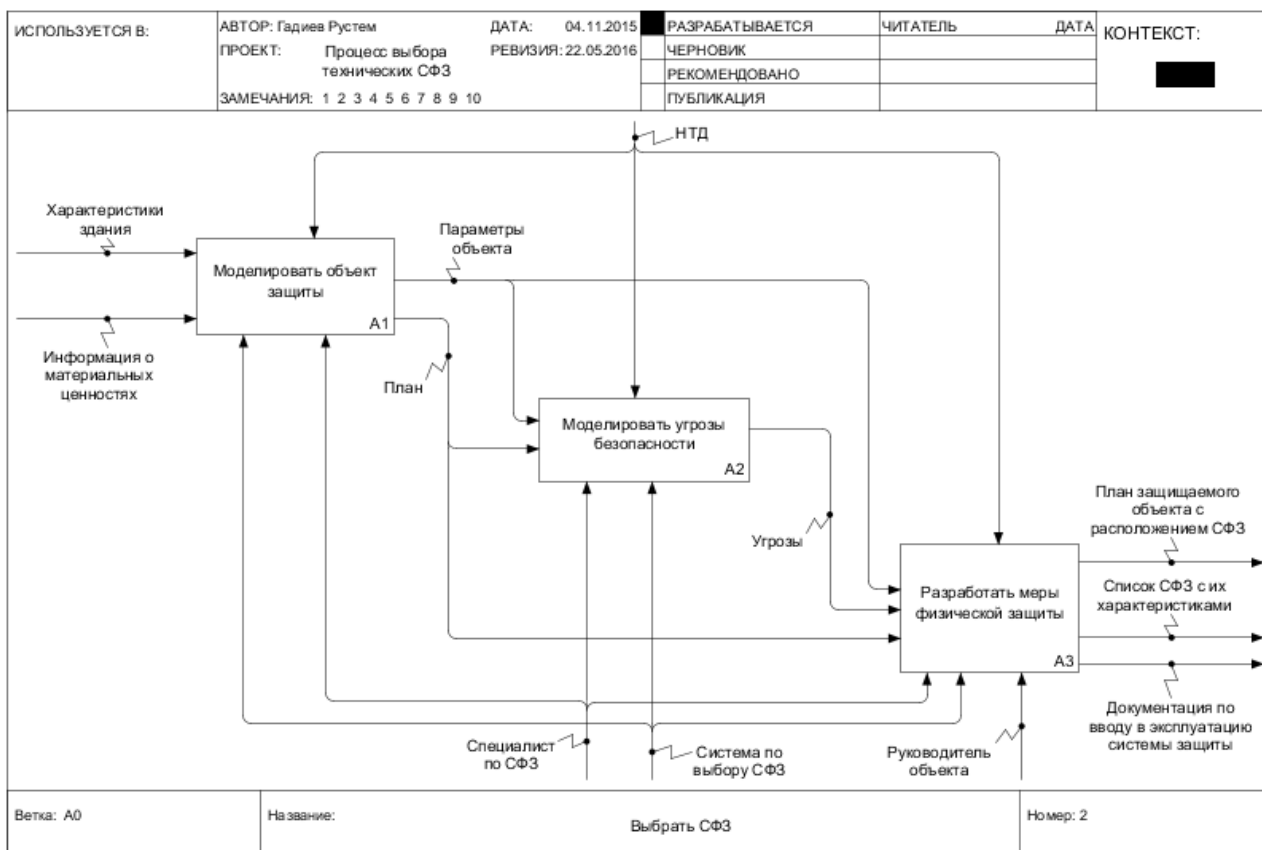 ИСПОЛЬЗУЕТСЯ В:
АВТОР: Гадиев Рустем
ДАТА: 04.11.2015
ПРОЕКТ: Процесс выбора
технических СФЗ
РЕВИЗИЯ: 22.05.2016
ЗАМЕЧАНИЯ: 1 2 3 4 5 6 7 8 9 10
РАЗРАБАТЫВАЕТСЯ
ЧЕРНОВИК
РЕКОМЕНДОВАНО
ПУБЛИКАЦИЯ
ЧИТАТЕЛЬ
ДАТА
КОНТЕКСТ:
НТД
Характеристики
здания
Информация о
материальных
ценностях
Моделировать объект
защиты
А1
Параметры
объекта
План
Моделировать угрозы
безопасности
А2
Угрозы
Разработать меры
физической защиты
А3
План защищаемого
объекта с
расположением СФЗ
Список СФЗ с их
характеристиками
Документация по
вводу в эксплуатацию
системы защиты
Специалист
по СФЗ
Система по
выбору СФЗ
Руководитель
объекта
Ветка: А0
Название:
Выбрать СФЗ
Номер: 2